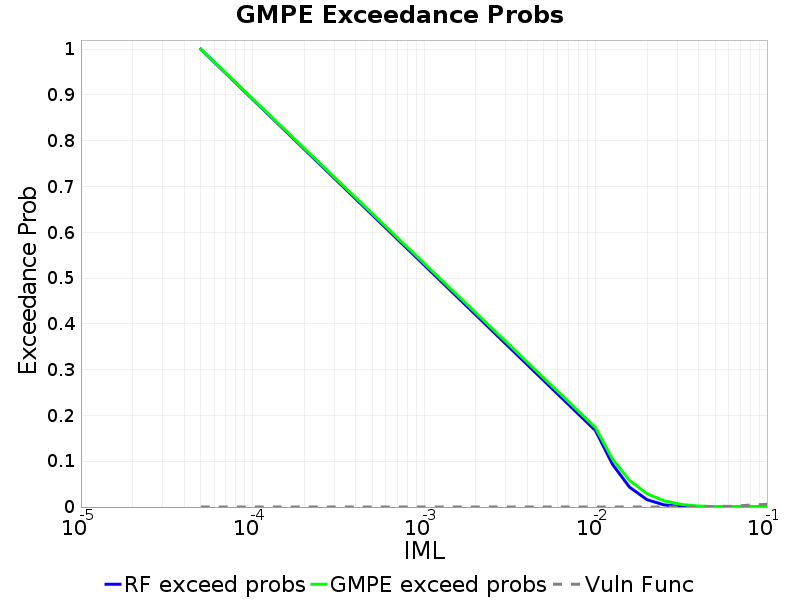 GMPE Exceedance Probs
Exceedance Prob
1
0.9
0.8
0.7
0.6
0.5
0.4
0.3
0.2
0.1
0
10-5 10-4 10-3 10-2 10-1
IML
RF exceed probs GMPE exceed probs Vuln Func